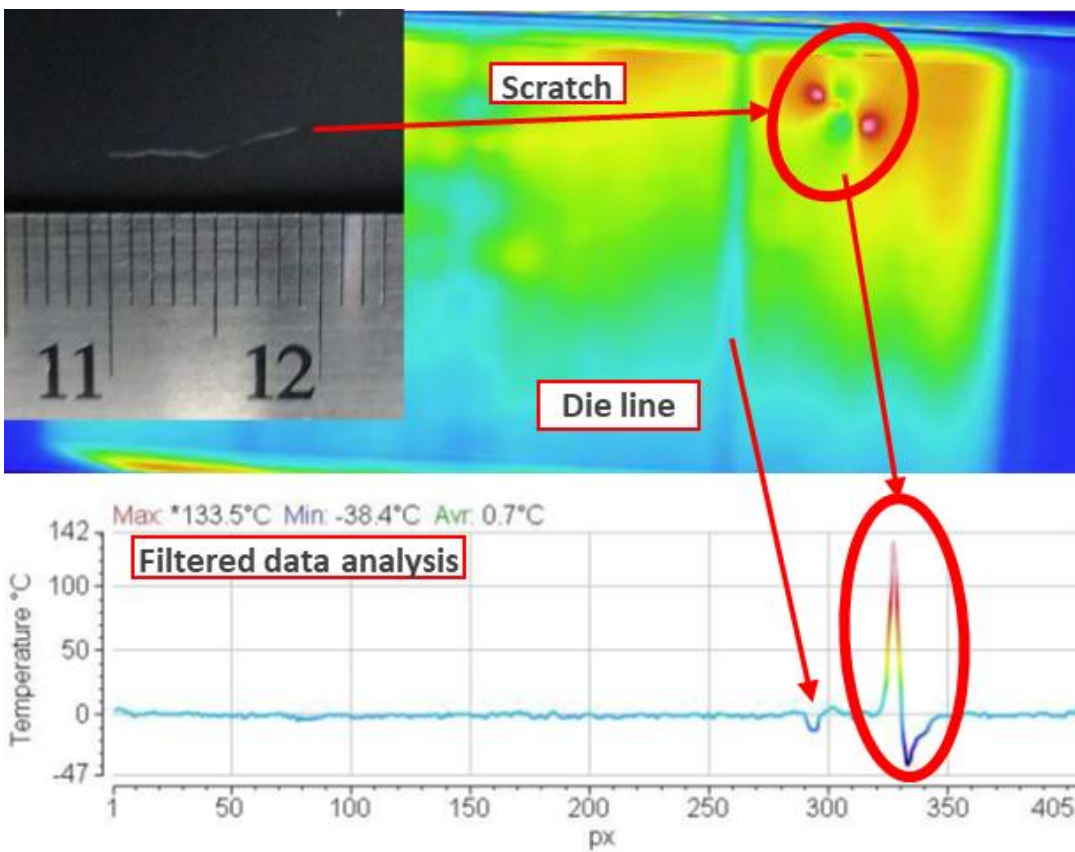 Scratch
11 12
Die line
Max: *133.5°C Min: -38.4°C Avr: 0.7°C
Filtered data analysis
Temperature °C
142
100
50
0
-47
1 50 100 150 200 250 300 350 405
px